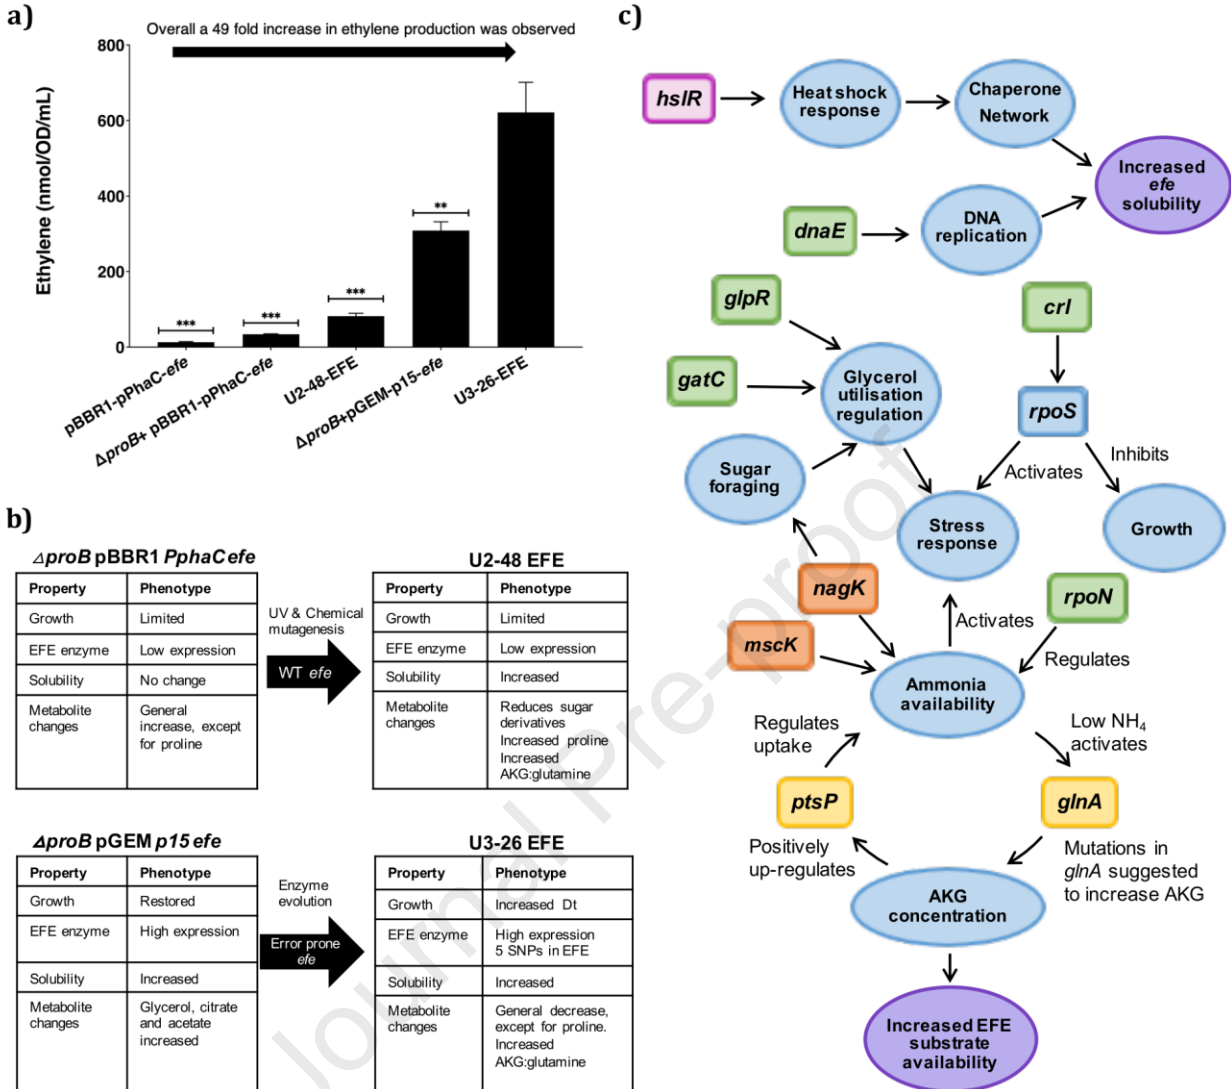 a)
Overall a 49 fold increase in ethylene production was observed
Ethylene (nmol/OD/mL)
800
600
400
200
0
***
***
***
**
pBBR1-pPhaC-efe
ΔproB+ pBBR1-pPhaC-efe
U2-48-EFE
ΔproB+pGEM-p15-efe
U3-26-EFE
b)
ΔproB pBBR1 PphaC efe
Property Phenotype
Growth Limited
EFE enzyme Low expression
Solubility No change
Metabolite changes General increase, except for proline
UV & Chemical
mutagenesis
WT efe
U2-48 EFE
Property Phenotype
Growth Limited
EFE enzyme Low expression
Solubility Increased
Metabolite changes Reduces sugar derivatives
Increased proline
Increased
AKG:glutamine
ΔproB pGEM p15 efe
Property Phenotype
Growth Restored
EFE enzyme High expression
Solubility Increased
Metabolite changes Glycerol, citrate and acetate increased
Enzyme
evolution
Error prone
efe
U3-26 EFE
Property Phenotype
Growth Increased Dt
EFE enzyme High expression
5 SNPs in EFE
Solubility Increased
Metabolite changes General decrease, except for proline.
Increased
AKG:glutamine
c)
hslR
Heat shock
response
Chaperone
Network
Increased
efe
solubility
dnaE
DNA
replication
glpR
crl
gatC
Glycerol
utilisation
regulation
rpoS
Sugar
foraging
Activates
Inhibits
Stress
response
Growth
nagK
rpoN
mscK
Activates
Regulates
Ammonia
availability
Regulates
uptake
Low NH4
activates
ptsP
glnA
Positively
up-regulates
Mutations in
glnA suggested
to increase AKG
AKG
concentration
Increased EFE
substrate
availability
Journal Pre-proof